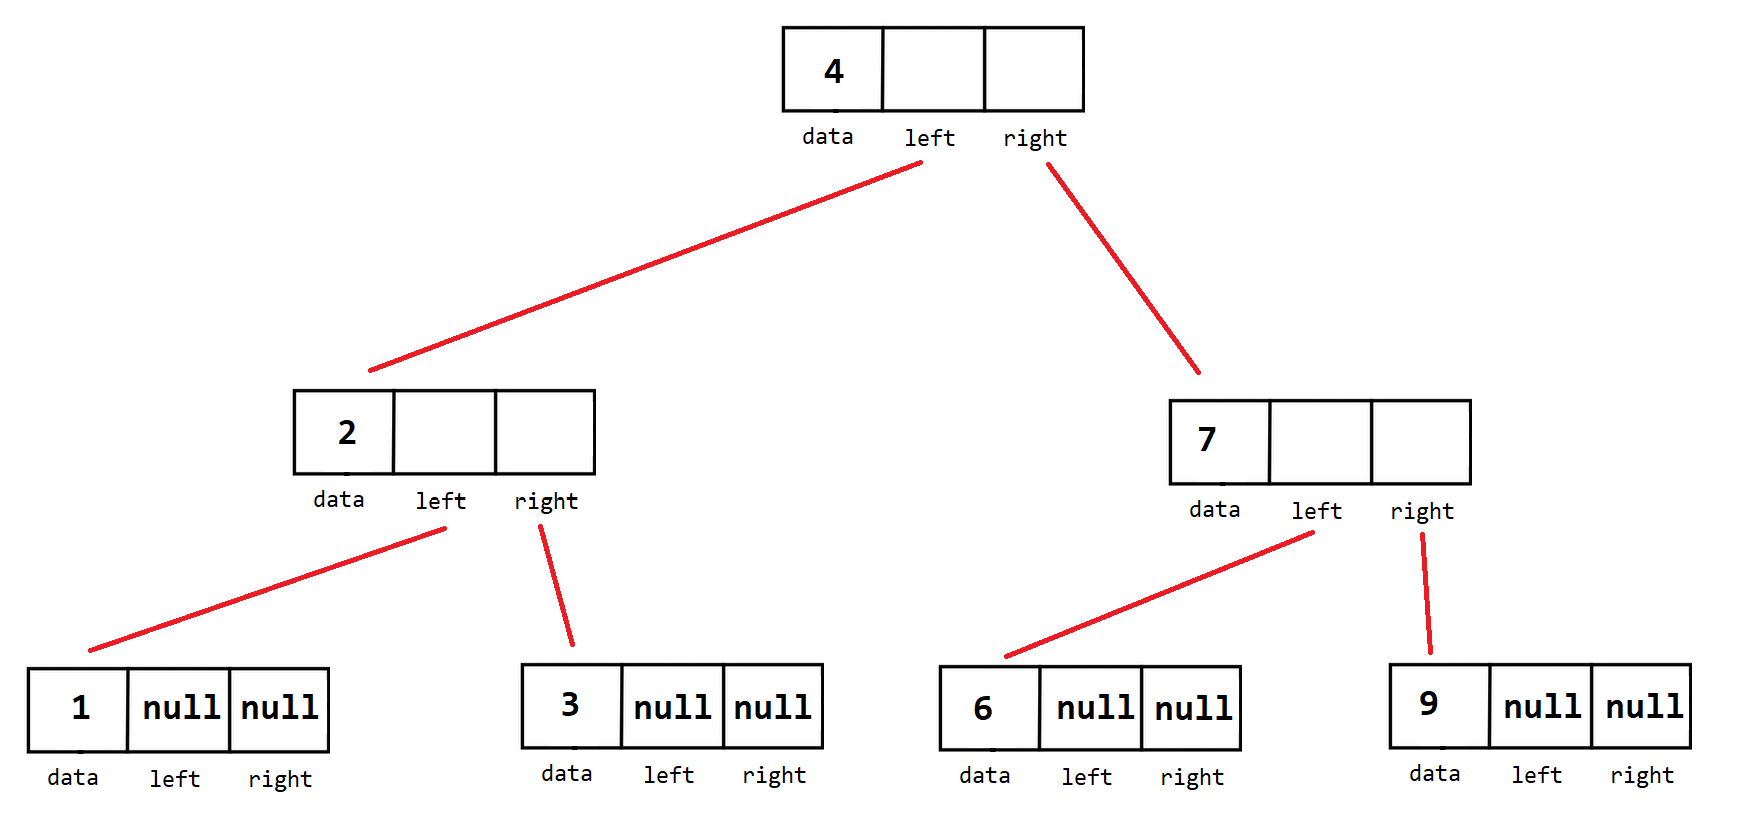 4
data left right
2
data left right
7
data left right
1 null null
data left right
3 null null
data left right
6 null null
data left right
9 null null
data left right